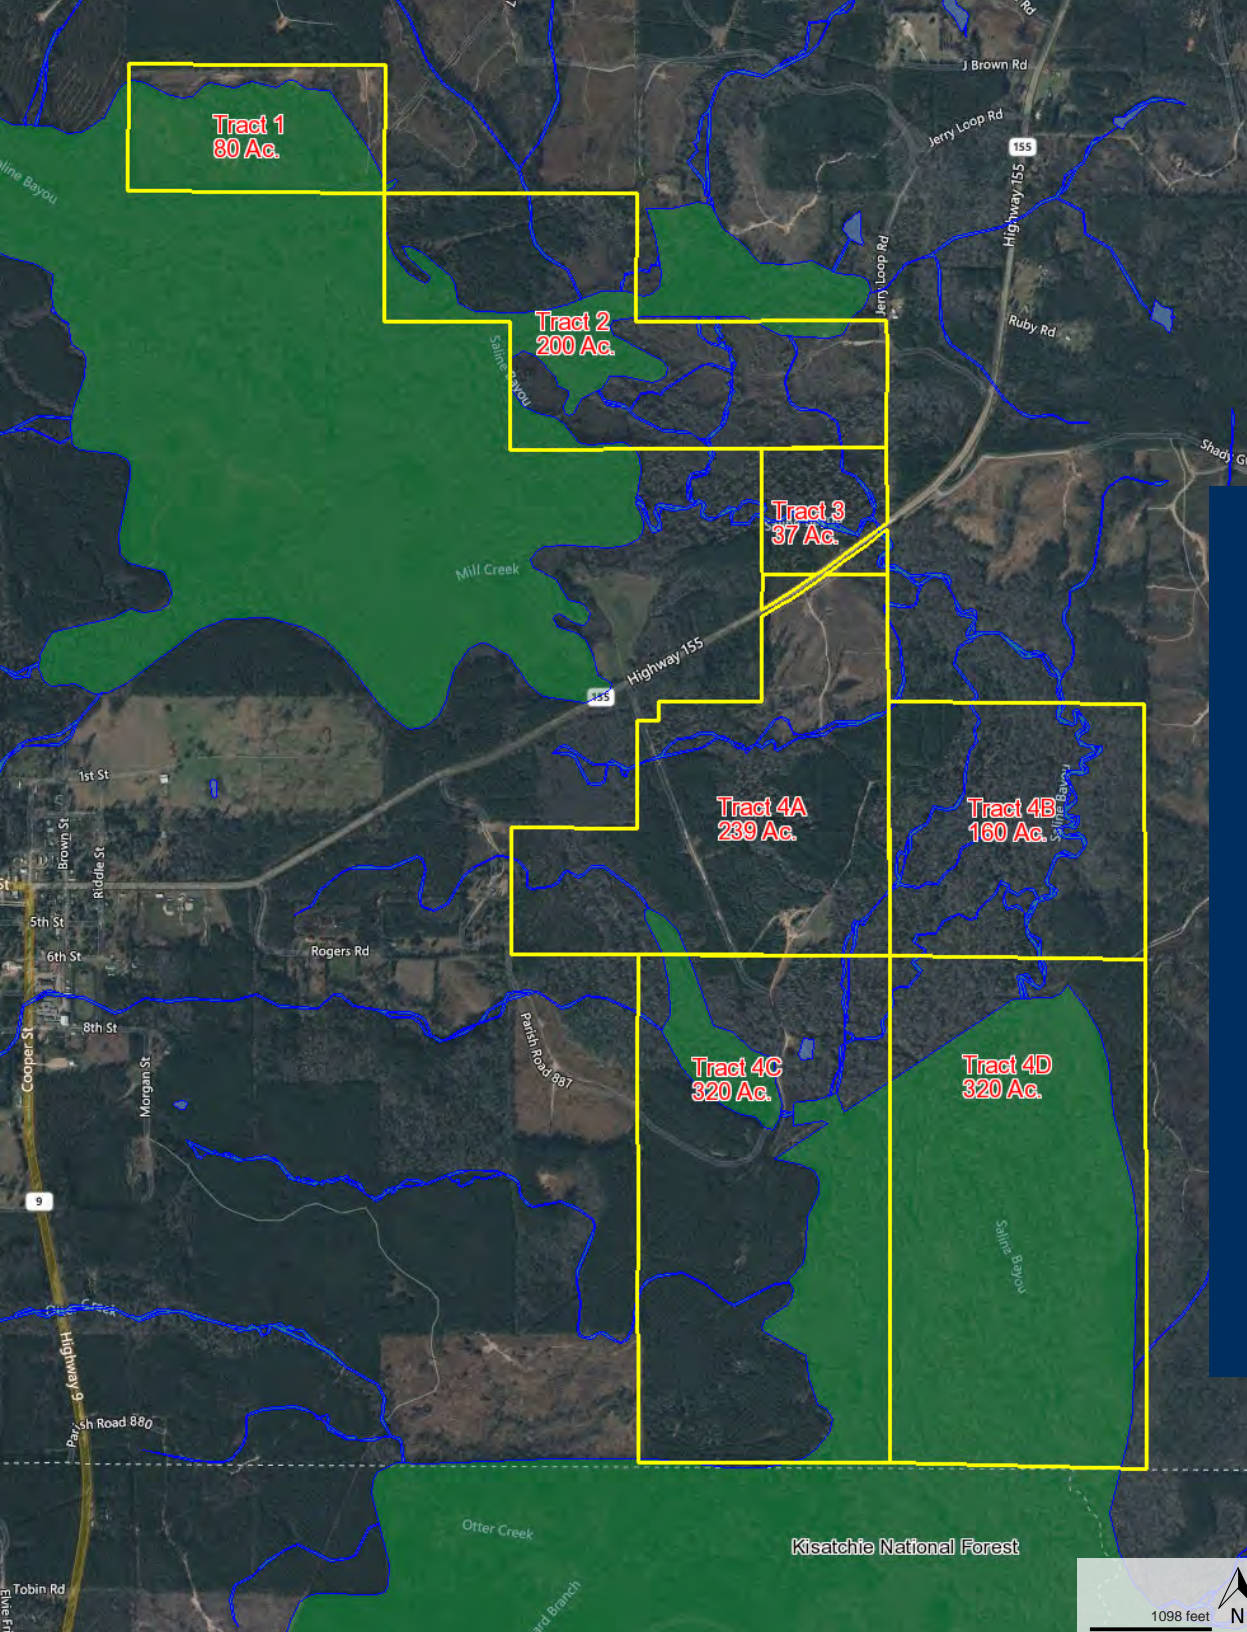 J Brown Rd
Jerry Loop Rd
155
Tract 1
80 Ac.
Highway 155
Jerry Loop Rd
Tract 2
200 Ac.
Ruby Rd
Saline Bayou
Shady
Tract 3
37 Ac.
Mill Creek
Highway 155
155
1st St
Brown St
Riddle St
Tract 4A
239 Ac.
Tract 4B
160 Ac.
Saline Bayou
St
5th St
6th St
Rogers Rd
8th St
Cooper St
Morgan St
Parish Road 887
Tract 4C
320 Ac.
Tract 4D
320 Ac.
9
Saline Bayou
Highway 9
Parish Road 880
Otter Creek
Kisatchie National Forest
Tobin Rd
1098 feet
N